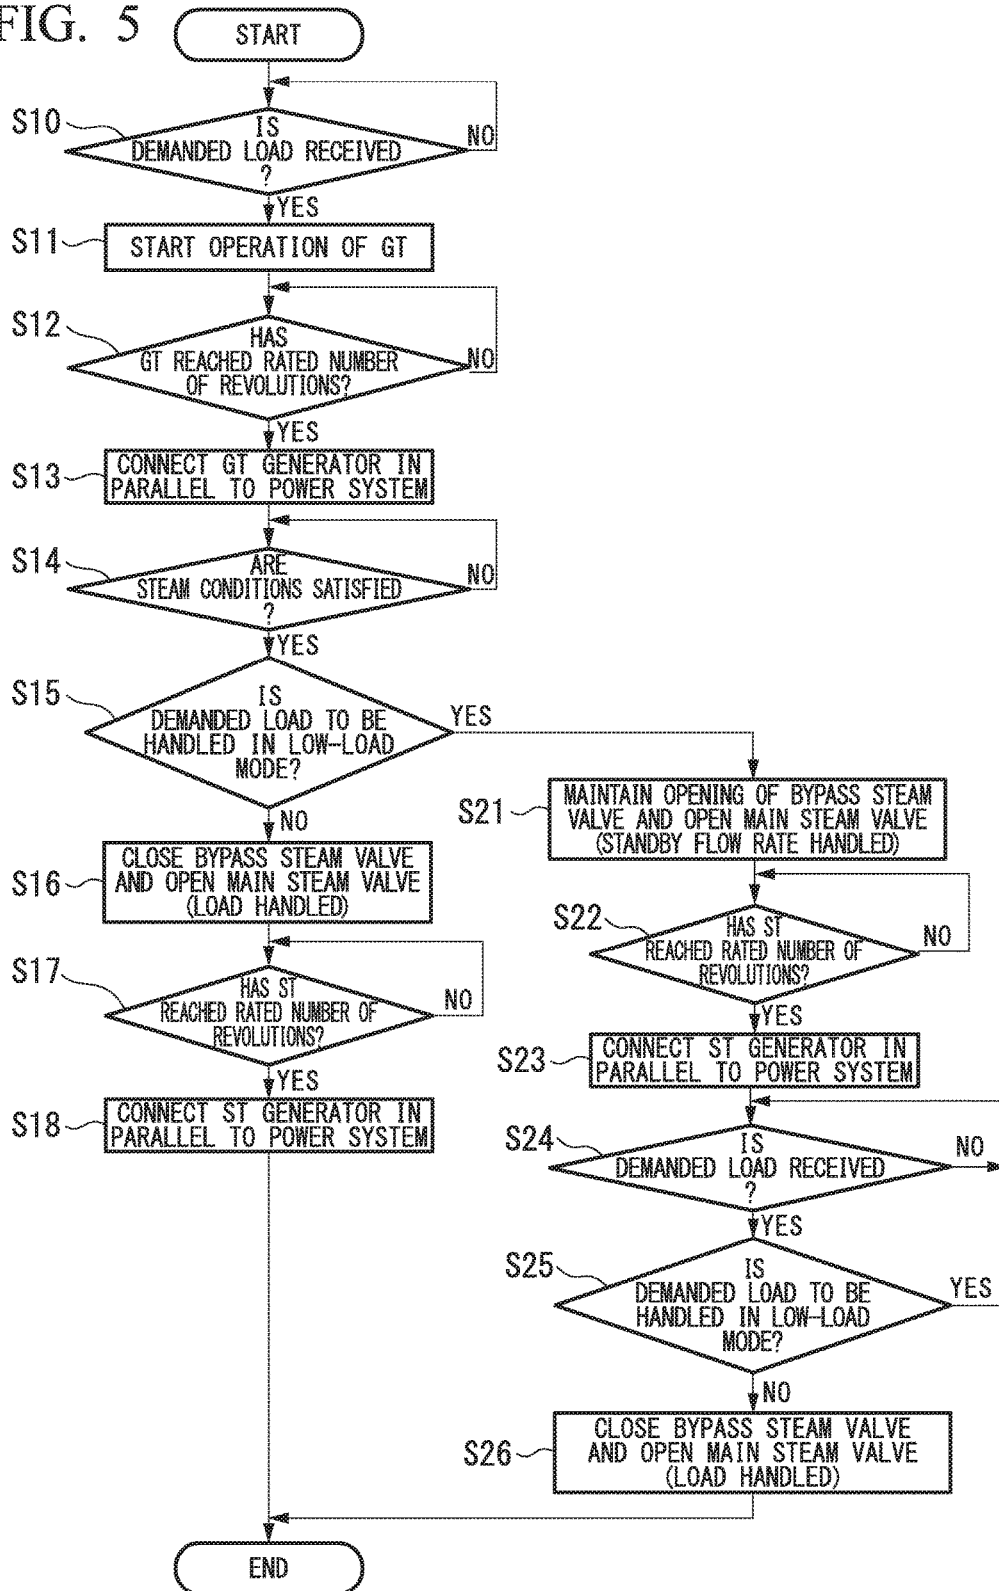 FIG. 5
START
S10
IS
DEMANDED LOAD RECEIVED
?
NO
YES
S11
START OPERATION OF GT
S12
HAS
GT REACHED RATED NUMBER
OF REVOLUTIONS?
NO
YES
S13
CONNECT GT GENERATOR IN
PARALLEL TO POWER SYSTEM
S14
ARE
STEAM CONDITIONS SATISFIED
?
NO
YES
S15
IS
DEMANDED LOAD TO BE
HANDLED IN LOW-LOAD
MODE?
YES
NO
S16
CLOSE BYPASS STEAM VALVE
AND OPEN MAIN STEAM VALVE
(LOAD HANDLED)
S17
HAS ST
REACHED RATED NUMBER OF
REVOLUTIONS?
NO
YES
S18
CONNECT ST GENERATOR IN
PARALLEL TO POWER SYSTEM
S21
MAINTAIN OPENING OF BYPASS STEAM
VALVE AND OPEN MAIN STEAM VALVE
(STANDBY FLOW RATE HANDLED)
S22
HAS ST
REACHED RATED NUMBER OF
REVOLUTIONS?
NO
YES
S23
CONNECT ST GENERATOR IN
PARALLEL TO POWER SYSTEM
S24
IS
DEMANDED LOAD RECEIVED
?
NO
YES
S25
IS
DEMANDED LOAD TO BE
HANDLED IN LOW-LOAD
MODE?
YES
NO
S26
CLOSE BYPASS STEAM VALVE
AND OPEN MAIN STEAM VALVE
(LOAD HANDLED)
END